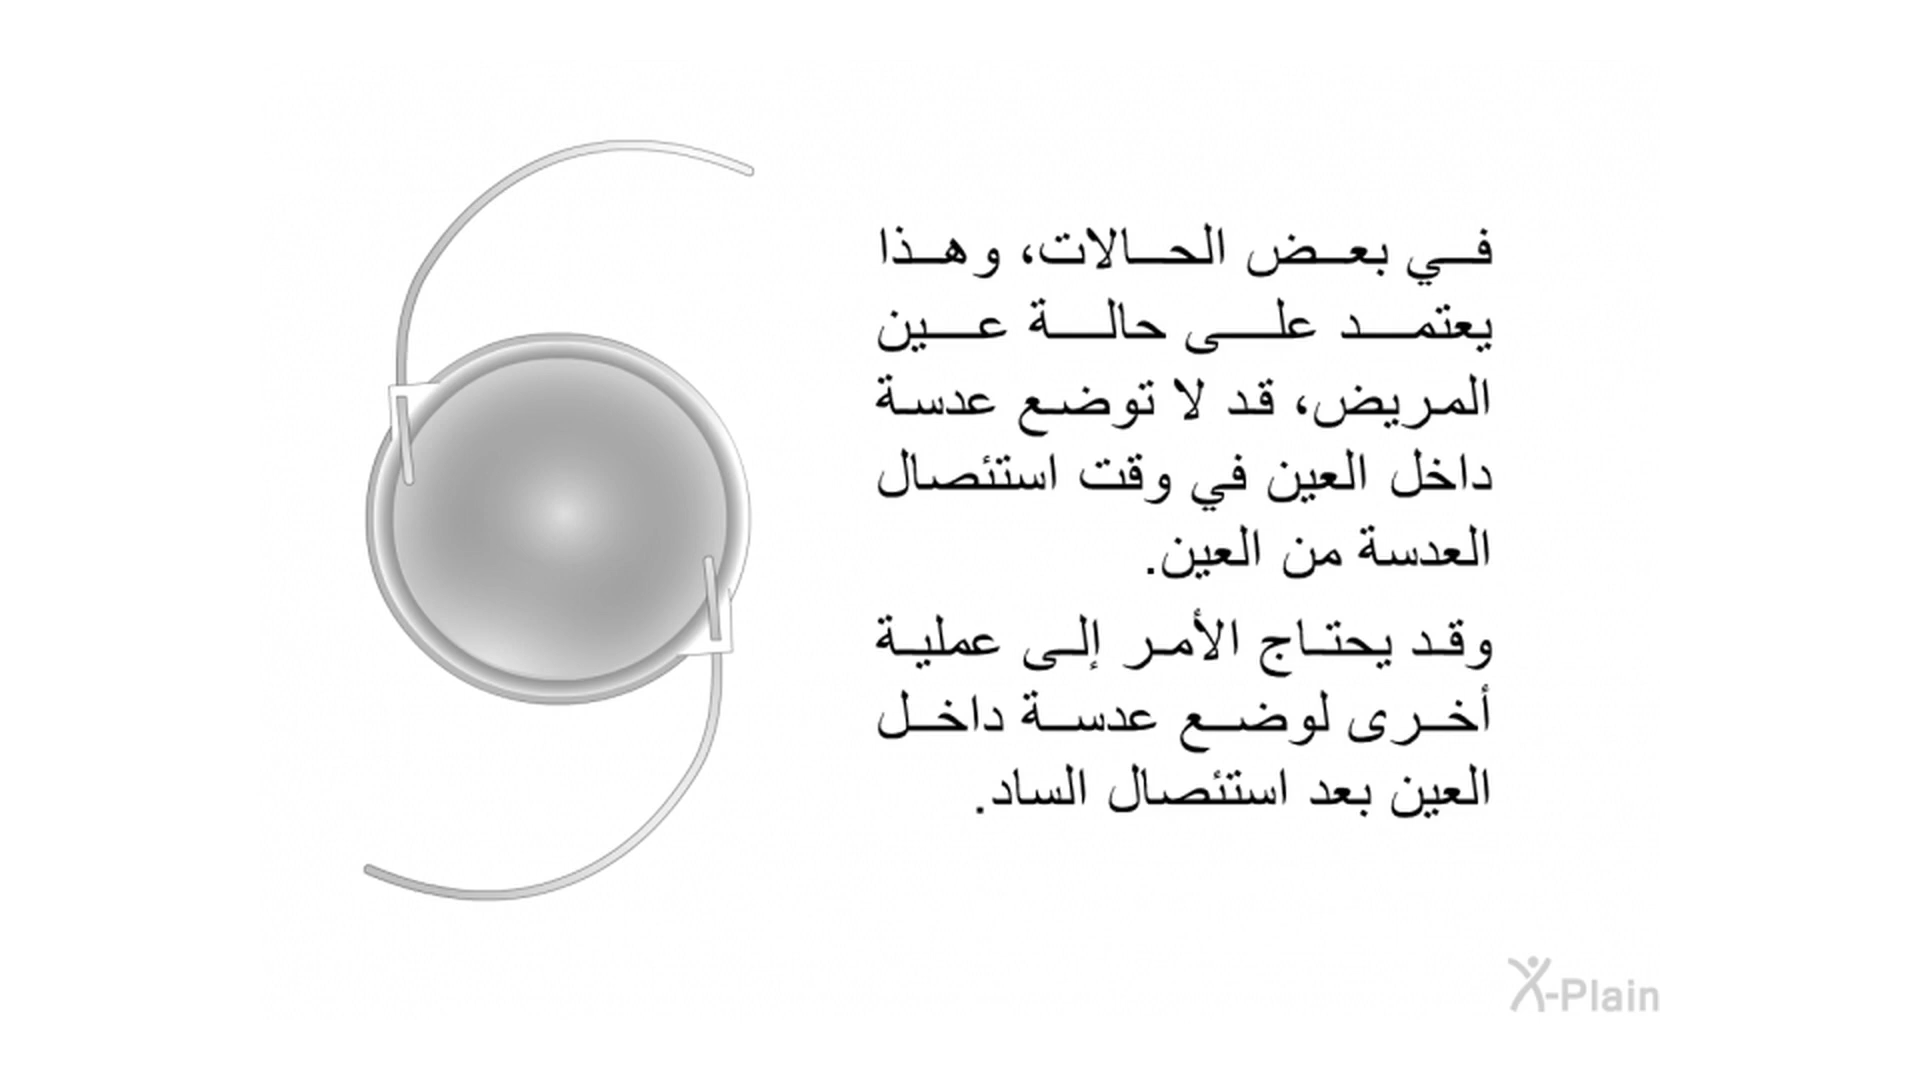 في بعض الحالات، وهذا
يعتمد على حالة عين
المريض، قد لا توضع عدسة
داخل العين في وقت استئصال
العدسة من العين.
وقد يحتاج الأمر إلى عملية
أخرى لوضع عدسة داخل
العين بعد استئصال الساد.
X-Plain